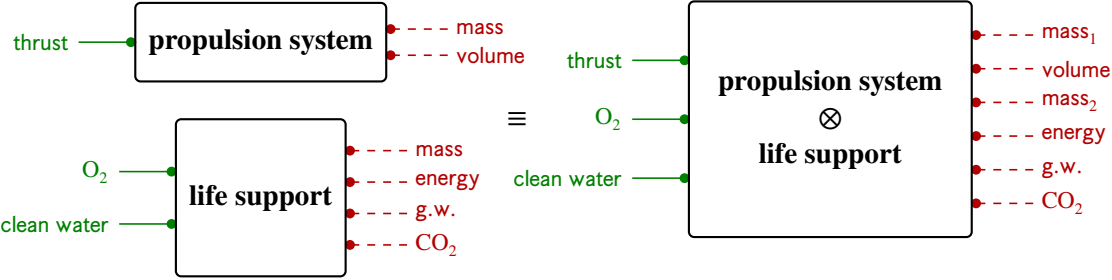 thrust
propulsion system
mass
volume
O₂
clean water
life support
mass
energy
g.w.
CO₂
≡
thrust
O₂
clean water
propulsion system
⊗
life support
mass₁
volume
mass₂
energy
g.w.
CO₂